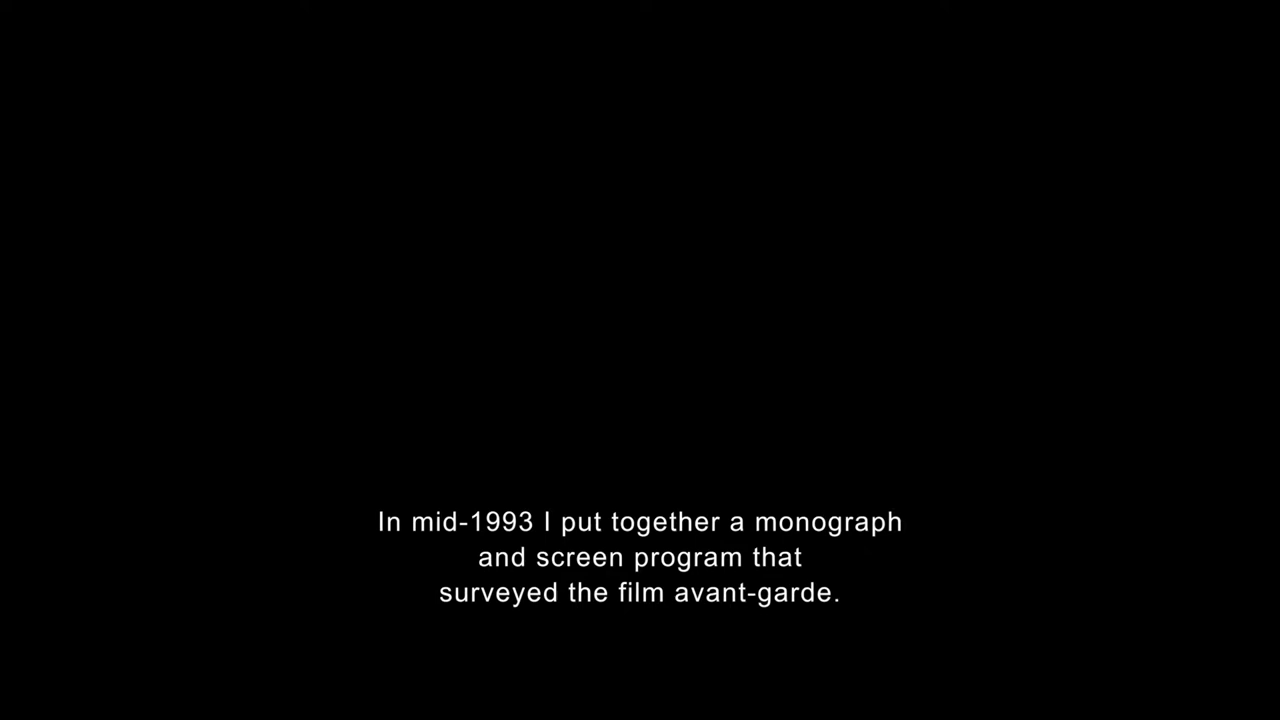 In mid-1993 I put together a monograph
and screen program that
surveyed the film avant-garde.